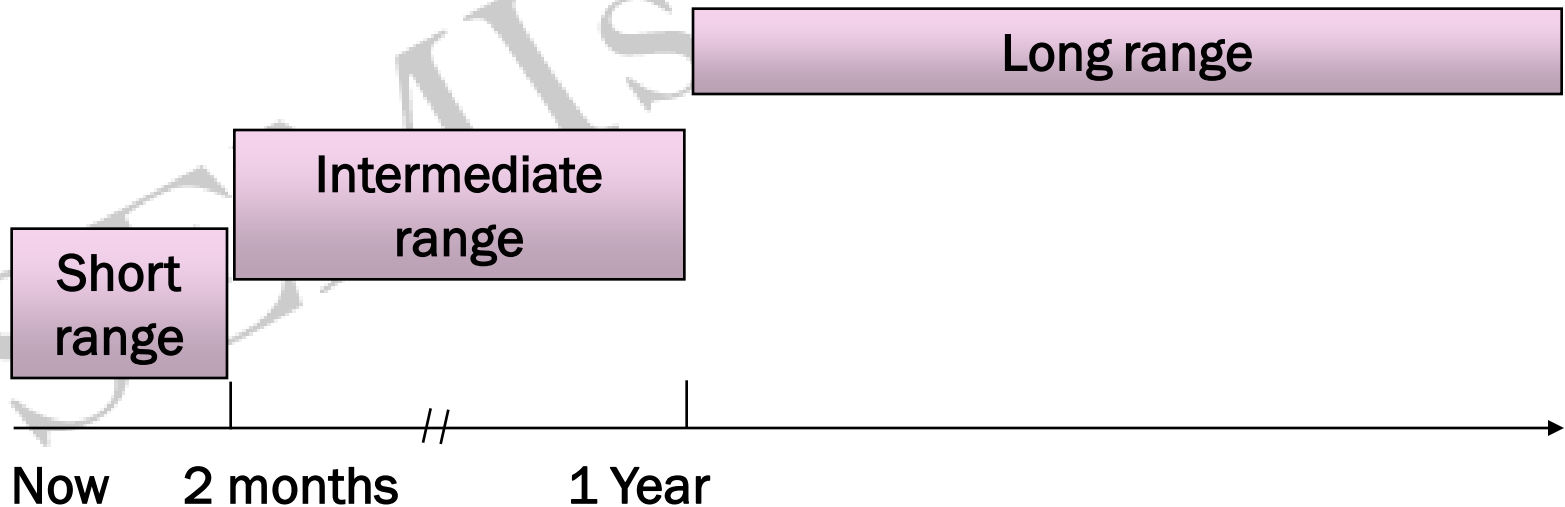 Long range
Intermediate
range
Short
range
Now 2 months 1 Year